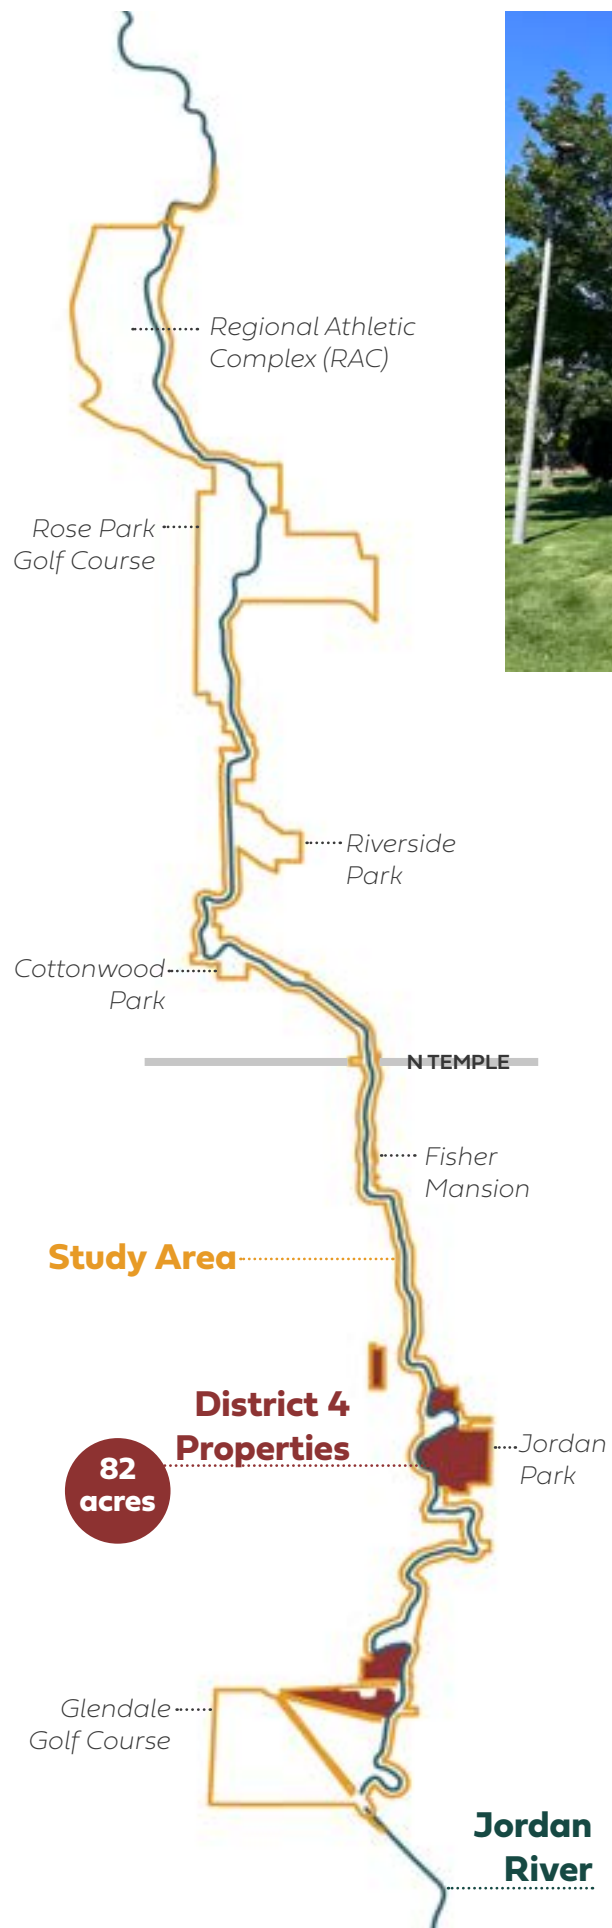 Regional Athletic
Complex (RAC)
Rose Park
Golf Course
Riverside
Park
Cottonwood
Park
N TEMPLE
Fisher
Mansion
Study Area
District 4
Properties
82
acres
Jordan
Park
Glendale
Golf Course
Jordan
River